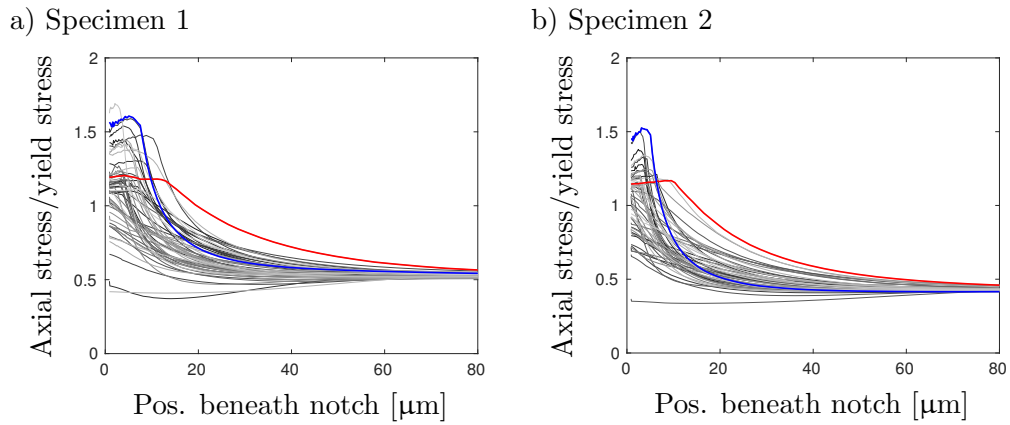 a) Specimen 1
Axial stress/yield stress
2
1.5
1
0.5
0
0 20 40 60 80
Pos. beneath notch [µm]
b) Specimen 2
Axial stress/yield stress
2
1.5
1
0.5
0
0 20 40 60 80
Pos. beneath notch [µm]